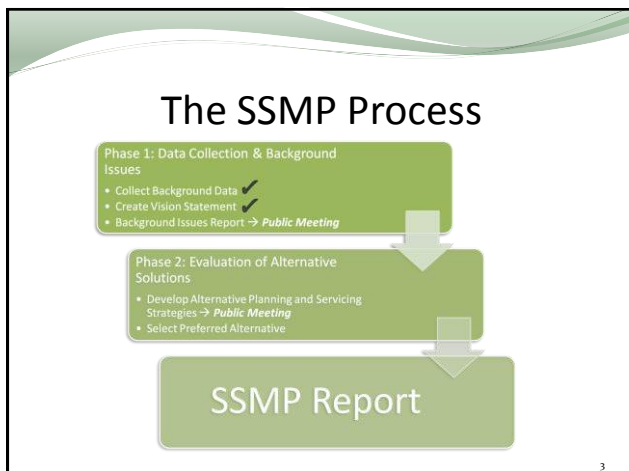 The SSMP Process
Phase 1: Data Collection & Background
Issues
• Collect Background Data ✔
• Create Vision Statement ✔
• Background Issues Report → Public Meeting
Phase 2: Evaluation of Alternative
Solutions
• Develop Alternative Planning and Servicing
Strategies → Public Meeting
• Select Preferred Alternative
SSMP Report
3